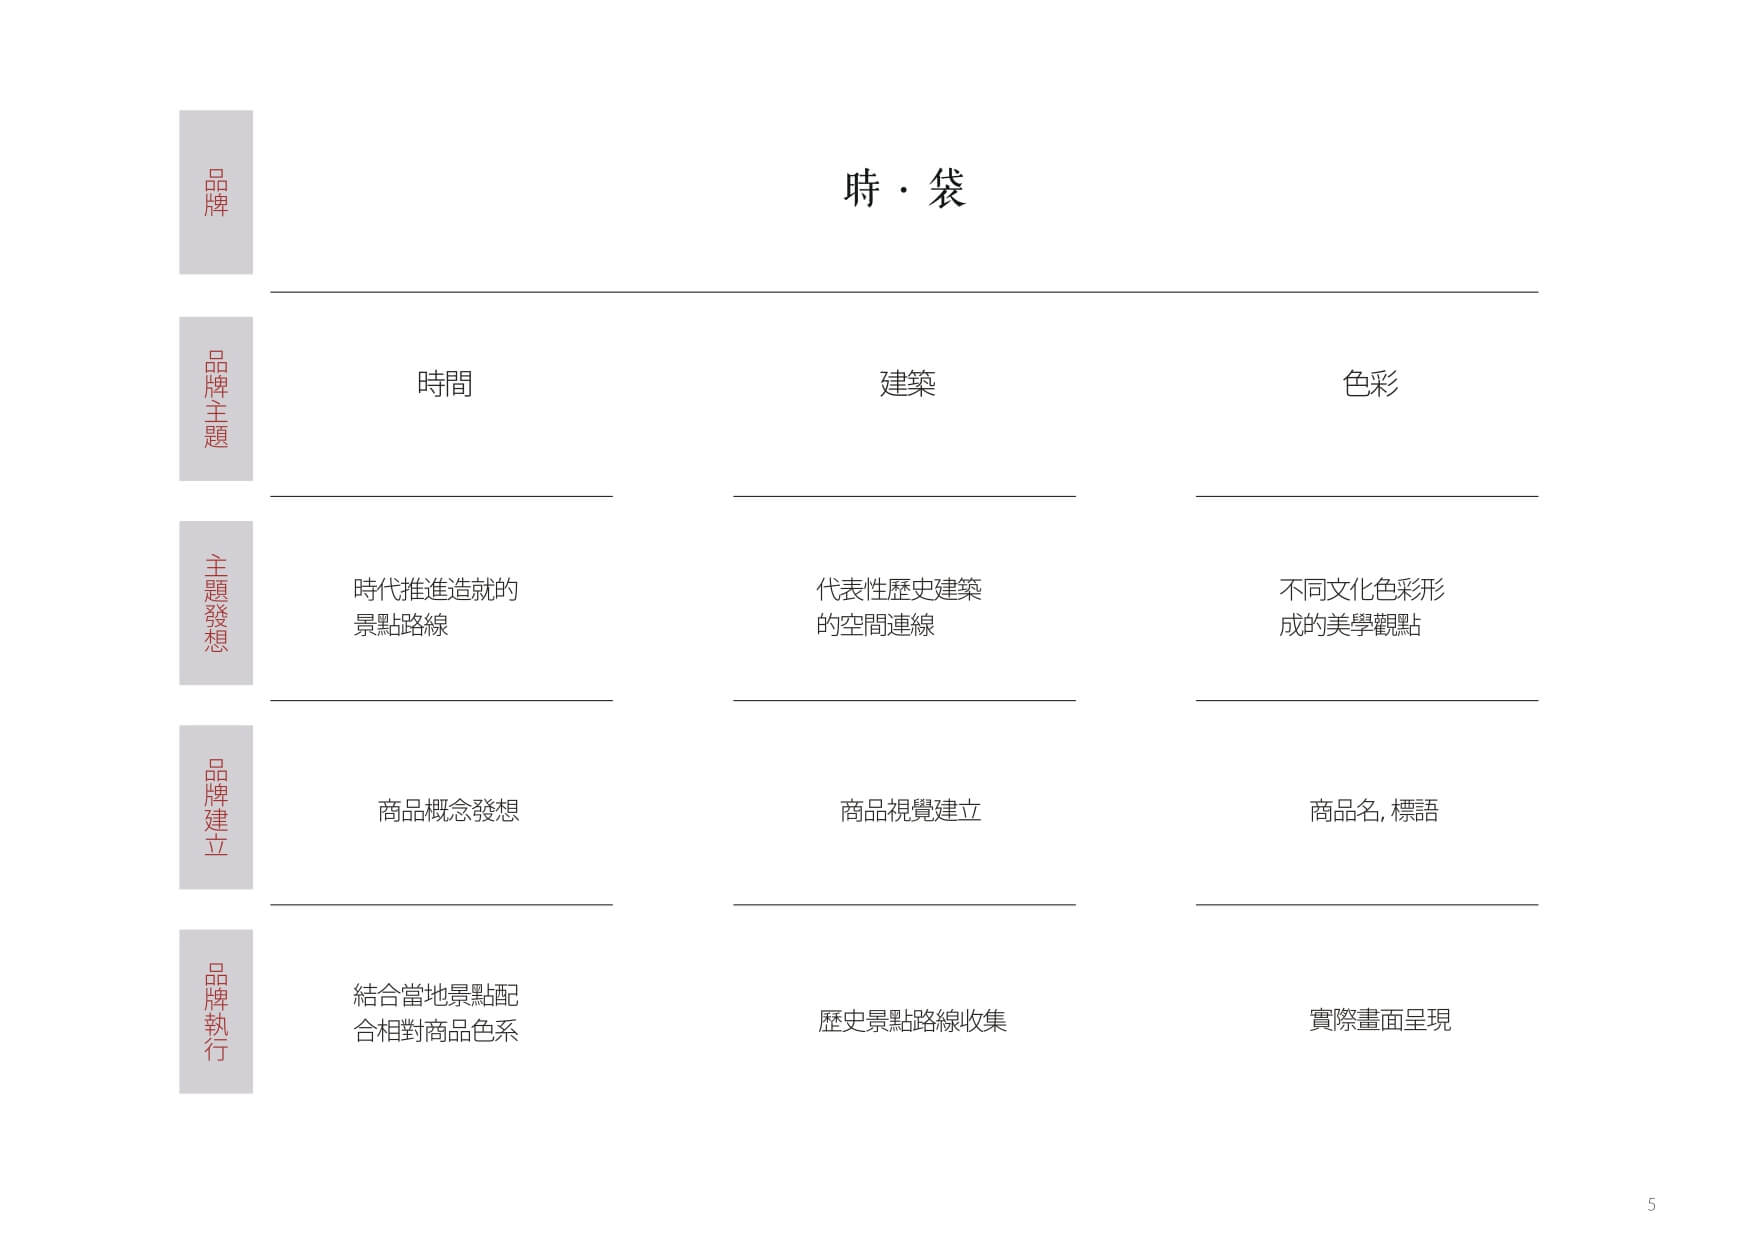 品牌
時・袋
品牌主題
時間
建築
色彩
主題發想
時代推進造就的
景點路線
代表性歷史建築
的空間連線
不同文化色彩形
成的美學觀點
品牌建立
商品概念發想
商品視覺建立
商品名, 標語
品牌執行
結合當地景點配
合相對商品色系
歷史景點路線收集
實際畫面呈現
5